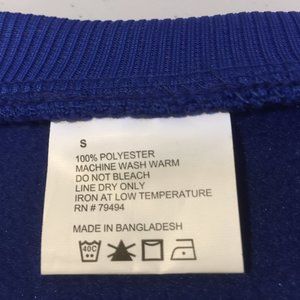 S
100% POLYESTER
MACHINE WASH WARM
DO NOT BLEACH
LINE DRY ONLY
IRON AT LOW TEMPERATURE
RN # 79494
MADE IN BANGLADESH
40C